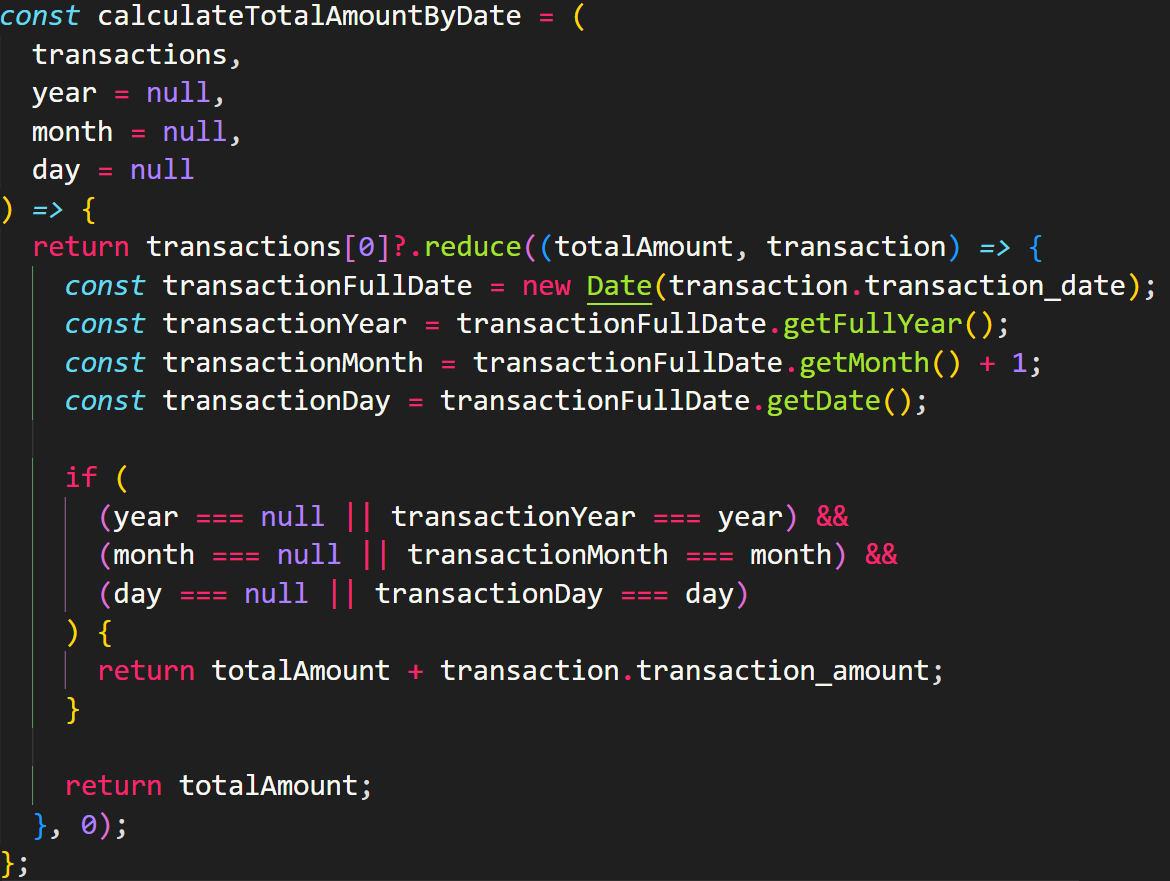 const calculateTotalAmountByDate = (
  transactions,
  year = null,
  month = null,
  day = null
) => {
  return transactions[0]?.reduce((totalAmount, transaction) => {
    const transactionFullDate = new Date(transaction.transaction_date);
    const transactionYear = transactionFullDate.getFullYear();
    const transactionMonth = transactionFullDate.getMonth() + 1;
    const transactionDay = transactionFullDate.getDate();

    if (
      (year === null || transactionYear === year) &&
      (month === null || transactionMonth === month) &&
      (day === null || transactionDay === day)
    ) {
      return totalAmount + transaction.transaction_amount;
    }

    return totalAmount;
  }, 0);
};